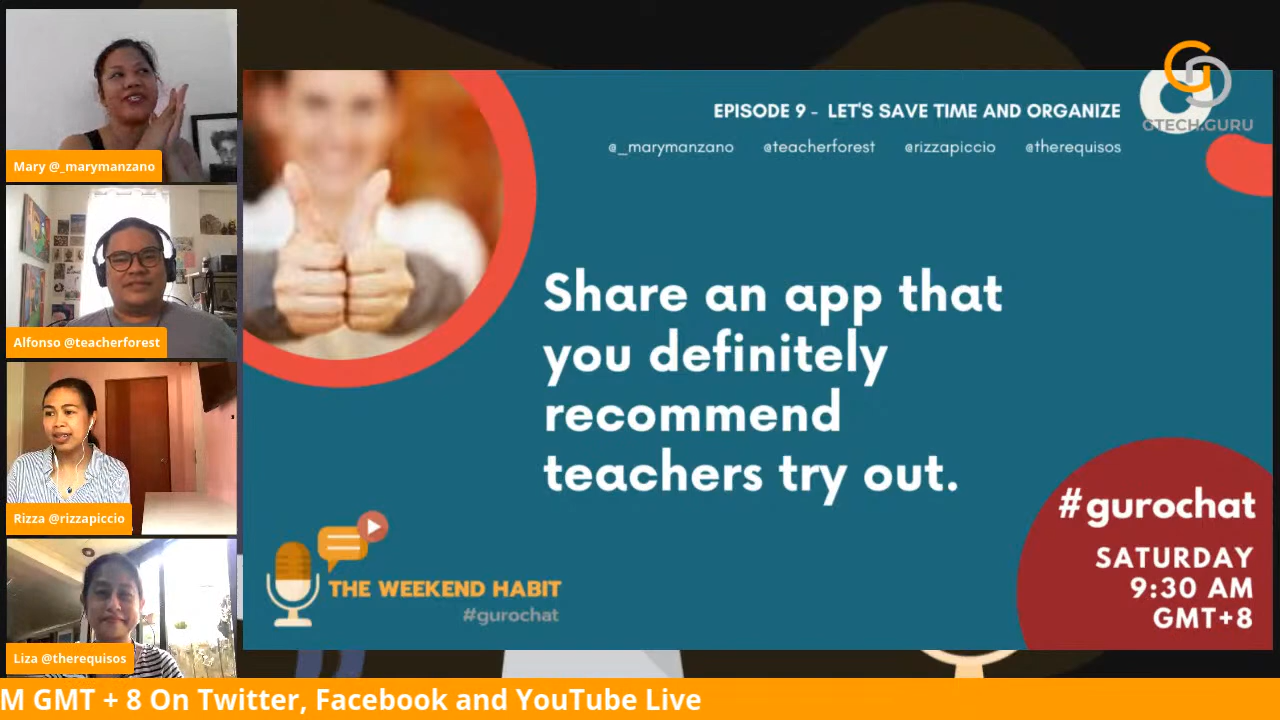 Mary @_marymanzano
Alfonso @teacherforest
Rizza @rizzapiccio
Liza @therequisos
EPISODE 9 - LET'S SAVE TIME AND ORGANIZE
@_marymanzano @teacherforest @rizzapiccio @therequisos
GTECH.GURU
Share an app that
you definitely
recommend
teachers try out.
THE WEEKEND HABIT
#gurochat
#gurochat
SATURDAY
9:30 AM
GMT+8
M GMT + 8 On Twitter, Facebook and YouTube Live